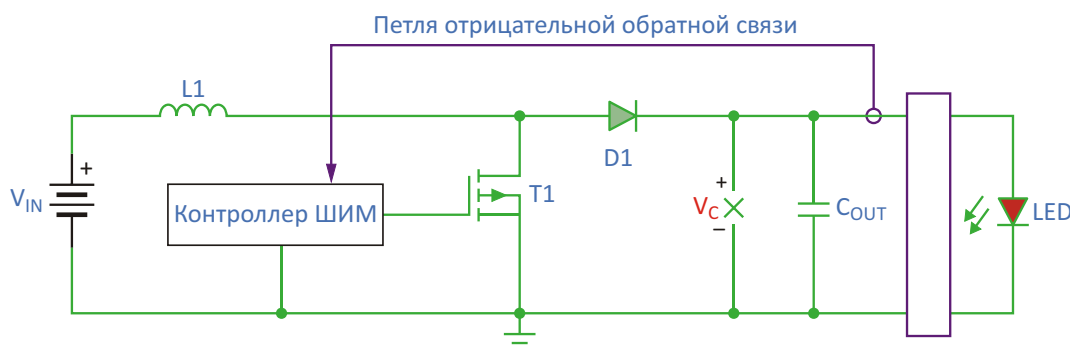 Петля отрицательной обратной связи
L1
D1
+
V_IN
Контроллер ШИМ
T1
+
V_C
−
C_OUT
LED